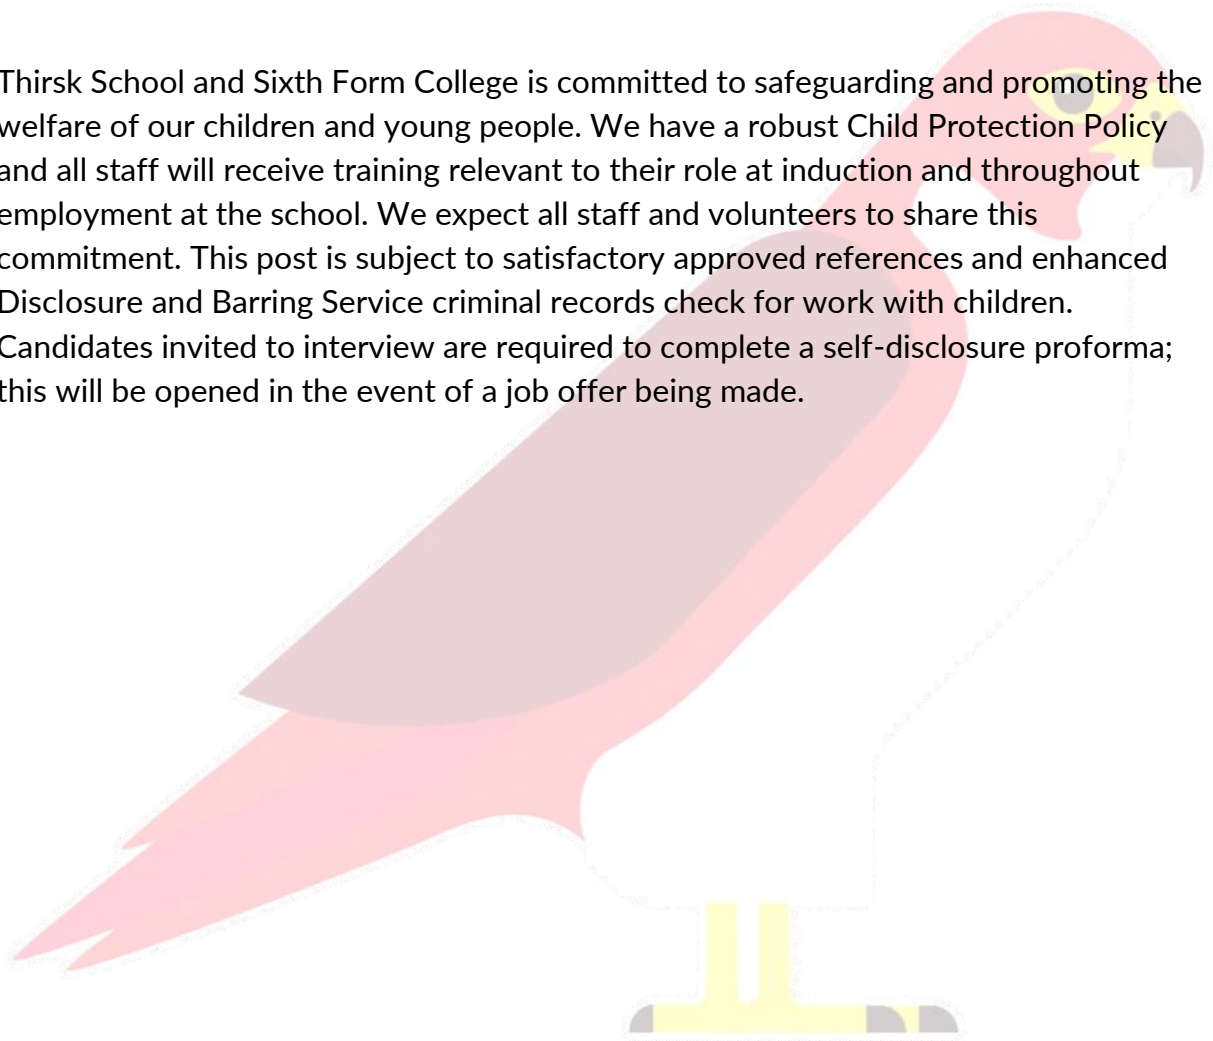 Thirsk School and Sixth Form College is committed to safeguarding and promoting the
welfare of our children and young people. We have a robust Child Protection Policy
and all staff will receive training relevant to their role at induction and throughout
employment at the school. We expect all staff and volunteers to share this
commitment. This post is subject to satisfactory approved references and enhanced
Disclosure and Barring Service criminal records check for work with children.
Candidates invited to interview are required to complete a self-disclosure proforma;
this will be opened in the event of a job offer being made.